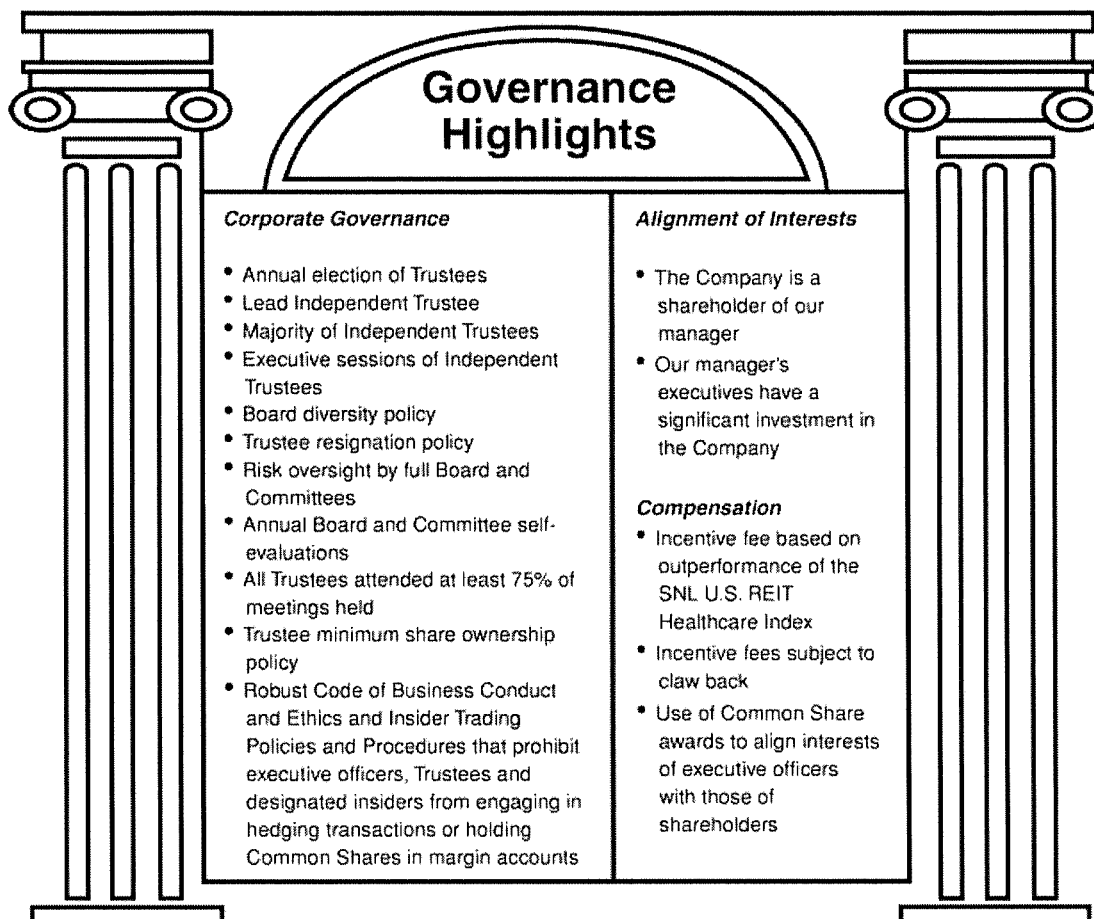 Governance
Highlights
Corporate Governance
• Annual election of Trustees
• Lead Independent Trustee
• Majority of Independent Trustees
• Executive sessions of Independent
Trustees
• Board diversity policy
• Trustee resignation policy
• Risk oversight by full Board and
Committees
• Annual Board and Committee self-
evaluations
• All Trustees attended at least 75% of
meetings held
• Trustee minimum share ownership
policy
• Robust Code of Business Conduct
and Ethics and Insider Trading
Policies and Procedures that prohibit
executive officers, Trustees and
designated insiders from engaging in
hedging transactions or holding
Common Shares in margin accounts
Alignment of Interests
• The Company is a
shareholder of our
manager
• Our manager's
executives have a
significant investment in
the Company
Compensation
• Incentive fee based on
outperformance of the
SNL U.S. REIT
Healthcare Index
• Incentive fees subject to
claw back
• Use of Common Share
awards to align interests
of executive officers
with those of
shareholders